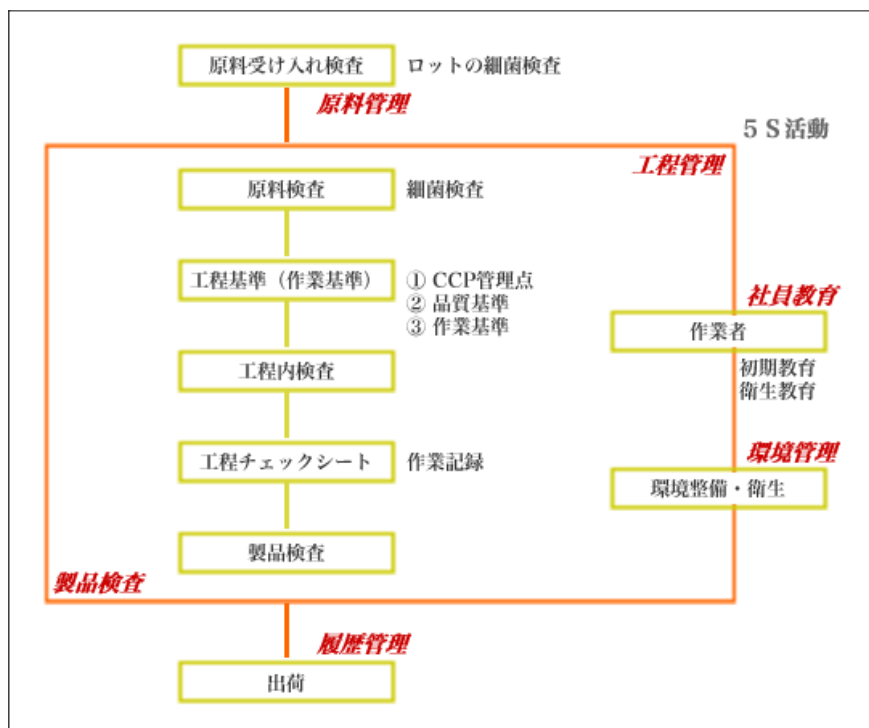 原料受け入れ検査
ロットの細菌検査
原料管理
５Ｓ活動
工程管理
原料検査
細菌検査
工程基準（作業基準）
① CCP管理点
② 品質基準
③ 作業基準
社員教育
作業者
初期教育
衛生教育
工程内検査
環境管理
工程チェックシート
作業記録
環境整備・衛生
製品検査
製品検査
履歴管理
出荷